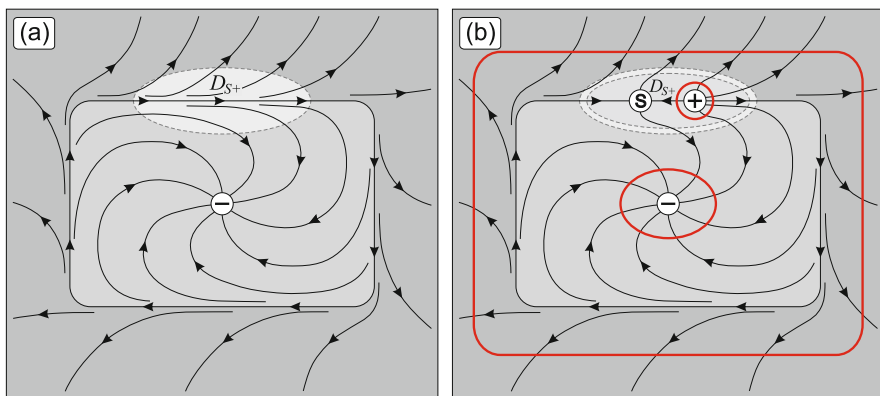 (a)
D_{S+}
−
(b)
D_{S+}
S
+
−